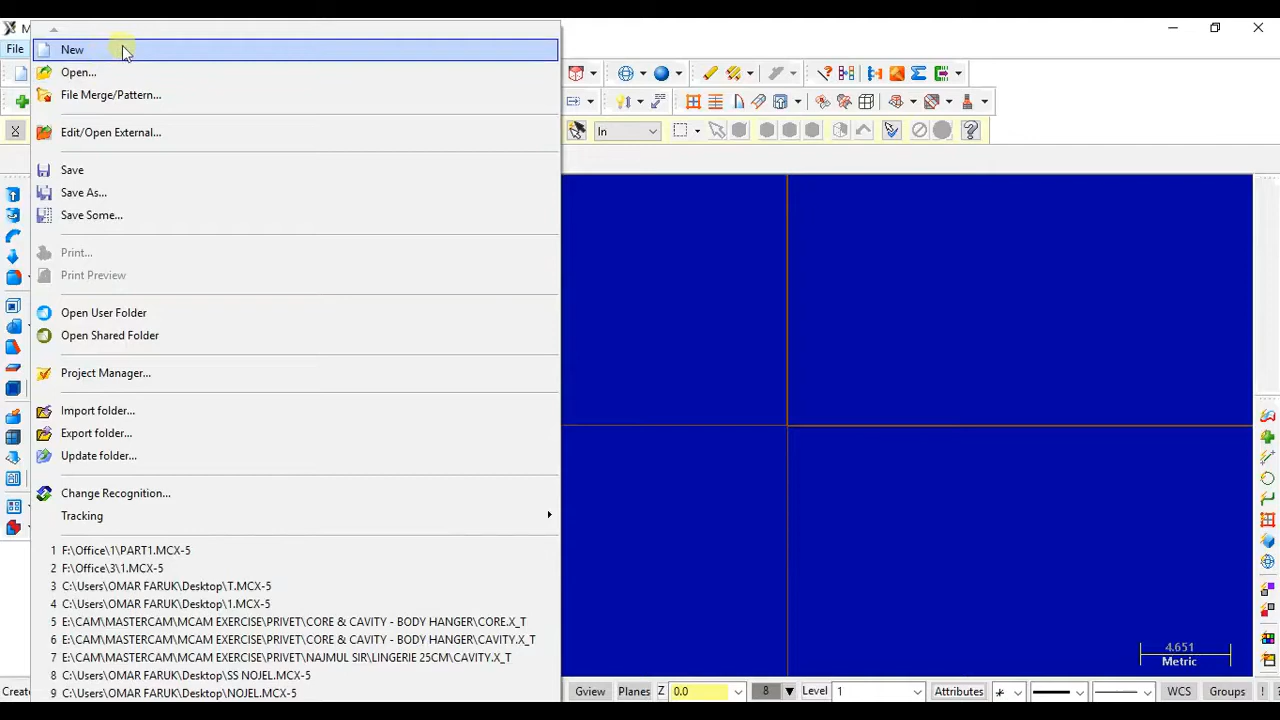 M
File
New
Open...
File Merge/Pattern...
Edit/Open External...
In
Save
Save As...
Save Some...
Print...
Print Preview
Open User Folder
Open Shared Folder
Project Manager...
Import folder...
Export folder...
Update folder...
Change Recognition...
Tracking
1 F:\Office\1\PART1.MCX-5
2 F:\Office\3\1.MCX-5
3 C:\Users\OMAR FARUK\Desktop\T.MCX-5
4 C:\Users\OMAR FARUK\Desktop\1.MCX-5
5 E:\CAM\MASTERCAM\MCAM EXERCISE\PRIVET\CORE & CAVITY - BODY HANGER\CORE.X_T
6 E:\CAM\MASTERCAM\MCAM EXERCISE\PRIVET\CORE & CAVITY - BODY HANGER\CAVITY.X_T
7 E:\CAM\MASTERCAM\MCAM EXERCISE\PRIVET\NAJMUL SIR\LINGERIE 25CM\CAVITY.X_T
8 C:\Users\OMAR FARUK\Desktop\SS NOJEL.MCX-5
9 C:\Users\OMAR FARUK\Desktop\NOJEL.MCX-5
4.651
Metric
Create
Gview Planes Z 0.0 8 Level 1 Attributes WCS Groups ?